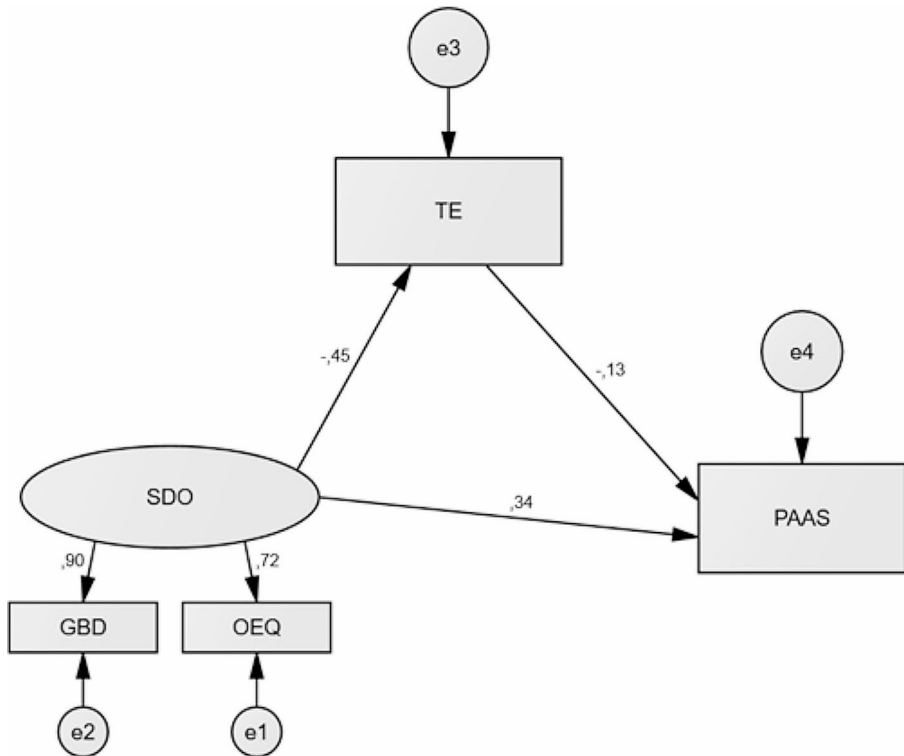 e3
TE
-,45
-,13
e4
SDO
,34
PAAS
,90
,72
GBD
OEQ
e2
e1